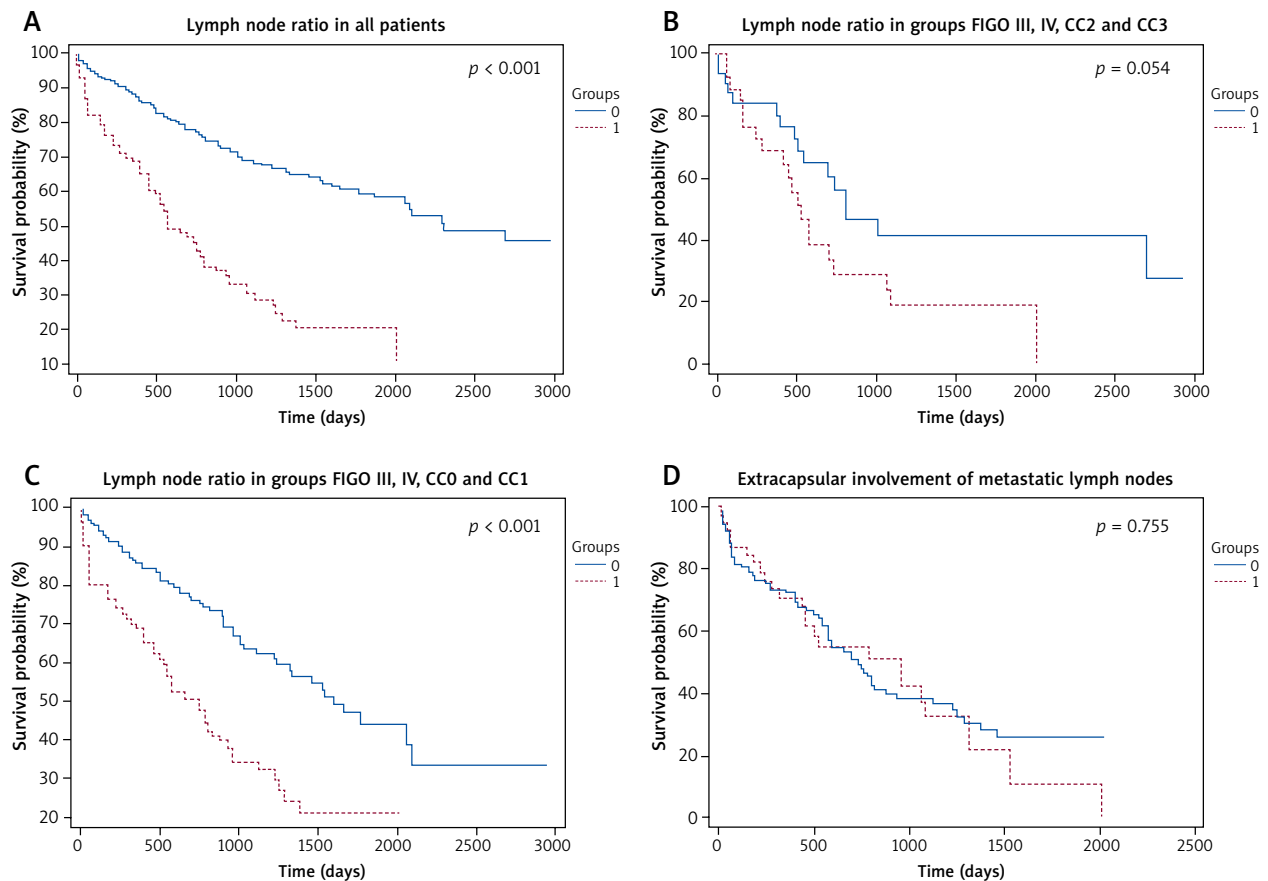 A
Lymph node ratio in all patients
Survival probability (%)
100
90
80
70
60
50
40
30
20
10
p < 0.001
Groups
0
1
0 500 1000 1500 2000 2500 3000
Time (days)
B
Lymph node ratio in groups FIGO III, IV, CC2 and CC3
Survival probability (%)
100
80
60
40
20
0
p = 0.054
Groups
0
1
0 500 1000 1500 2000 2500 3000
Time (days)
C
Lymph node ratio in groups FIGO III, IV, CC0 and CC1
Survival probability (%)
100
90
80
70
60
50
40
30
20
p < 0.001
Groups
0
1
0 500 1000 1500 2000 2500 3000
Time (days)
D
Extracapsular involvement of metastatic lymph nodes
Survival probability (%)
100
80
60
40
20
0
p = 0.755
Groups
0
1
0 500 1000 1500 2000 2500
Time (days)